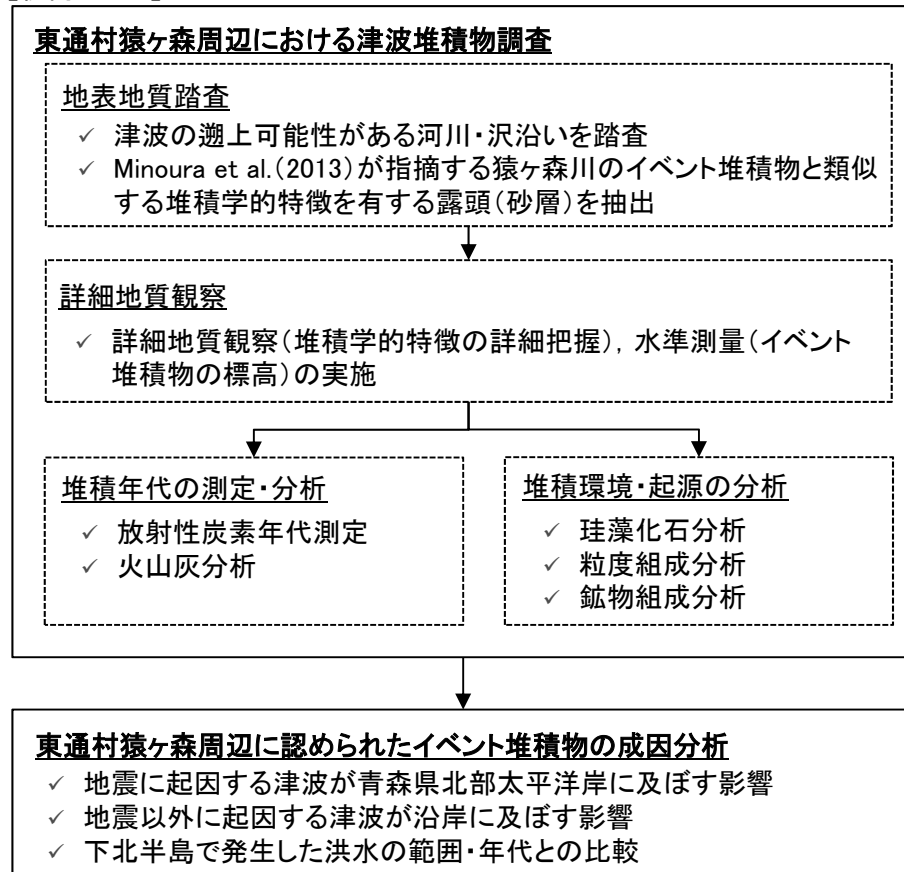 東通村猿ヶ森周辺における津波堆積物調査
地表地質踏査
✓ 津波の遡上可能性がある河川・沢沿いを踏査
✓ Minoura et al.(2013)が指摘する猿ヶ森川のイベント堆積物と類似
する堆積学的特徴を有する露頭(砂層)を抽出
詳細地質観察
✓ 詳細地質観察(堆積学的特徴の詳細把握),水準測量(イベント
堆積物の標高)の実施
堆積年代の測定・分析
✓ 放射性炭素年代測定
✓ 火山灰分析
堆積環境・起源の分析
✓ 珪藻化石分析
✓ 粒度組成分析
✓ 鉱物組成分析
東通村猿ヶ森周辺に認められたイベント堆積物の成因分析
✓ 地震に起因する津波が青森県北部太平洋岸に及ぼす影響
✓ 地震以外に起因する津波が沿岸に及ぼす影響
✓ 下北半島で発生した洪水の範囲・年代との比較